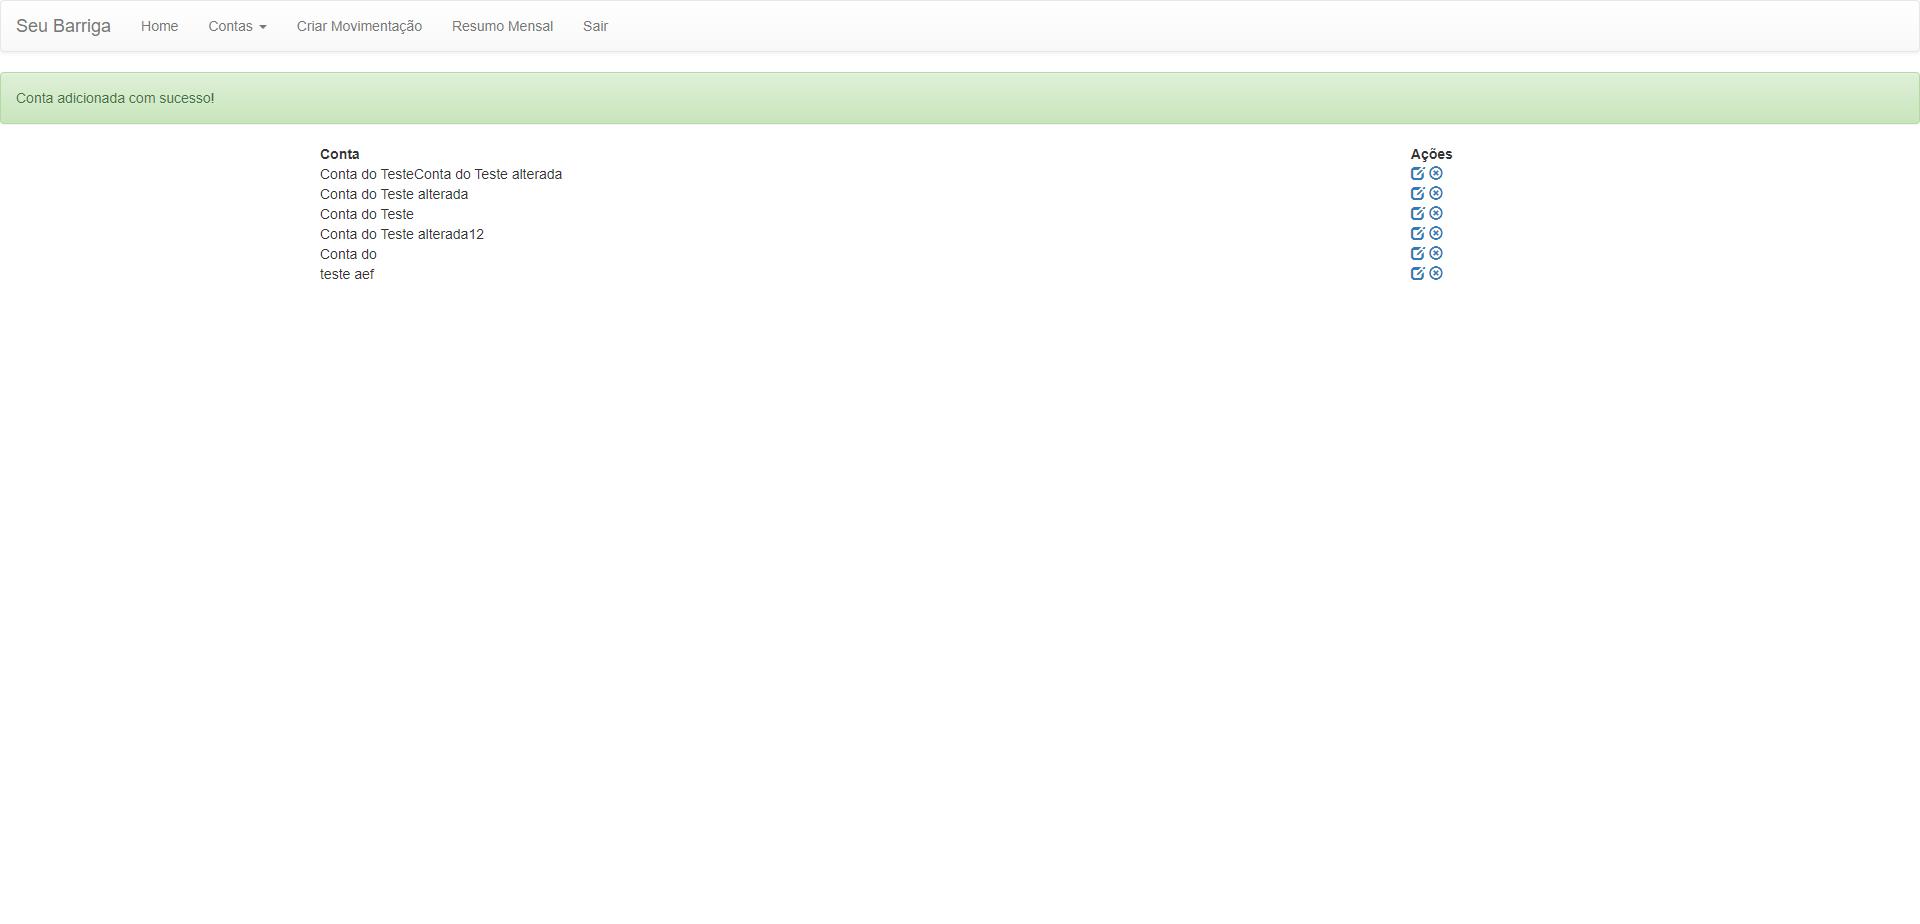 Seu Barriga Home Contas Criar Movimentação Resumo Mensal Sair
Conta adicionada com sucesso!
Conta Ações
Conta do TesteConta do Teste alterada
Conta do Teste alterada
Conta do Teste
Conta do Teste alterada12
Conta do
teste aef